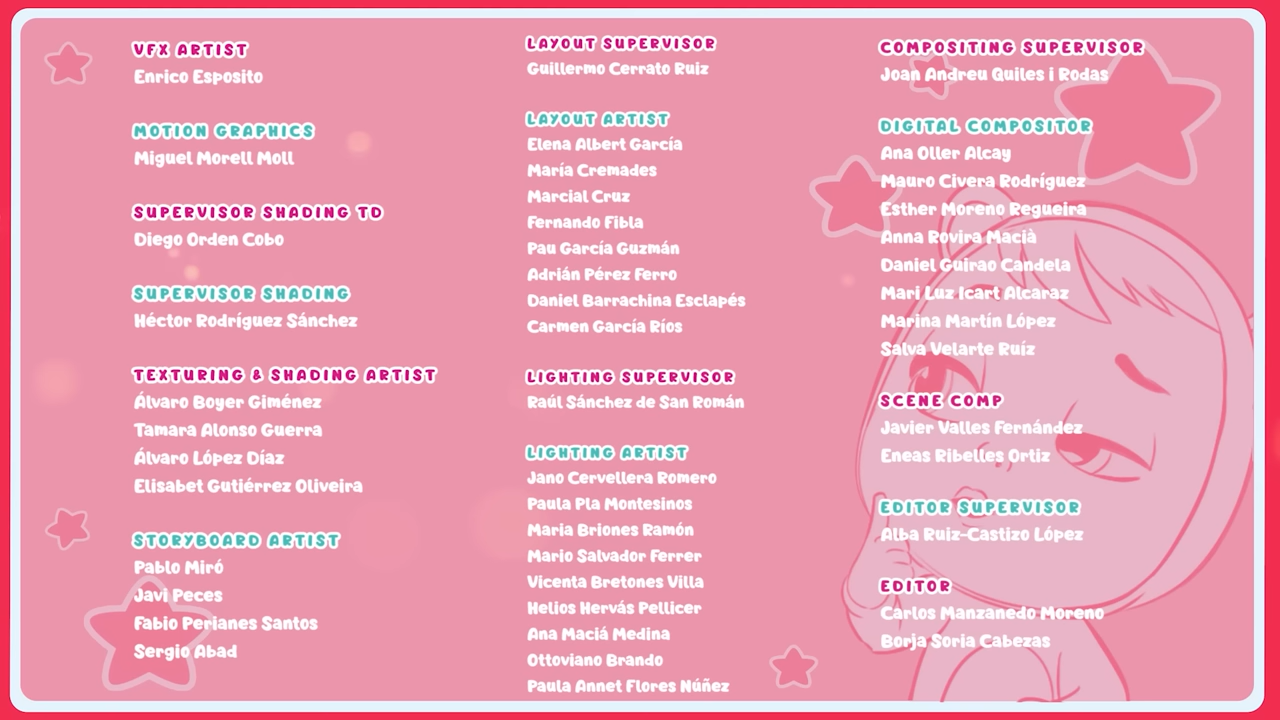 VFX ARTIST
Enrico Esposito
MOTION GRAPHICS
Miguel Morell Moll
SUPERVISOR SHADING TD
Diego Orden Cobo
SUPERVISOR SHADING
Héctor Rodríguez Sánchez
TEXTURING & SHADING ARTIST
Álvaro Boyer Giménez
Tamara Alonso Guerra
Álvaro López Díaz
Elisabet Gutiérrez Oliveira
STORYBOARD ARTIST
Pablo Miró
Javi Peces
Fabio Perianes Santos
Sergio Abad
LAYOUT SUPERVISOR
Guillermo Cerrato Ruiz
LAYOUT ARTIST
Elena Albert García
María Cremades
Marcial Cruz
Fernando Fibla
Pau García Guzmán
Adrián Pérez Ferro
Daniel Barrachina Esclapés
Carmen García Ríos
LIGHTING SUPERVISOR
Raúl Sánchez de San Román
LIGHTING ARTIST
Jano Cervellera Romero
Paula Pla Montesinos
Maria Briones Ramón
Mario Salvador Ferrer
Vicenta Bretones Villa
Helios Hervás Pellicer
Ana Maciá Medina
Ottoviano Brando
Paula Annet Flores Núñez
COMPOSITING SUPERVISOR
Joan Andreu Quiles i Rodas
DIGITAL COMPOSITOR
Ana Oller Alcay
Mauro Civera Rodríguez
Esther Moreno Regueira
Anna Rovira Macià
Daniel Guirao Candela
Mari Luz Icart Alcaraz
Marina Martín López
Salva Velarte Ruíz
SCENE COMP
Javier Valles Fernández
Eneas Ribelles Ortiz
EDITOR SUPERVISOR
Alba Ruiz-Castizo López
EDITOR
Carlos Manzanedo Moreno
Borja Soria Cabezas